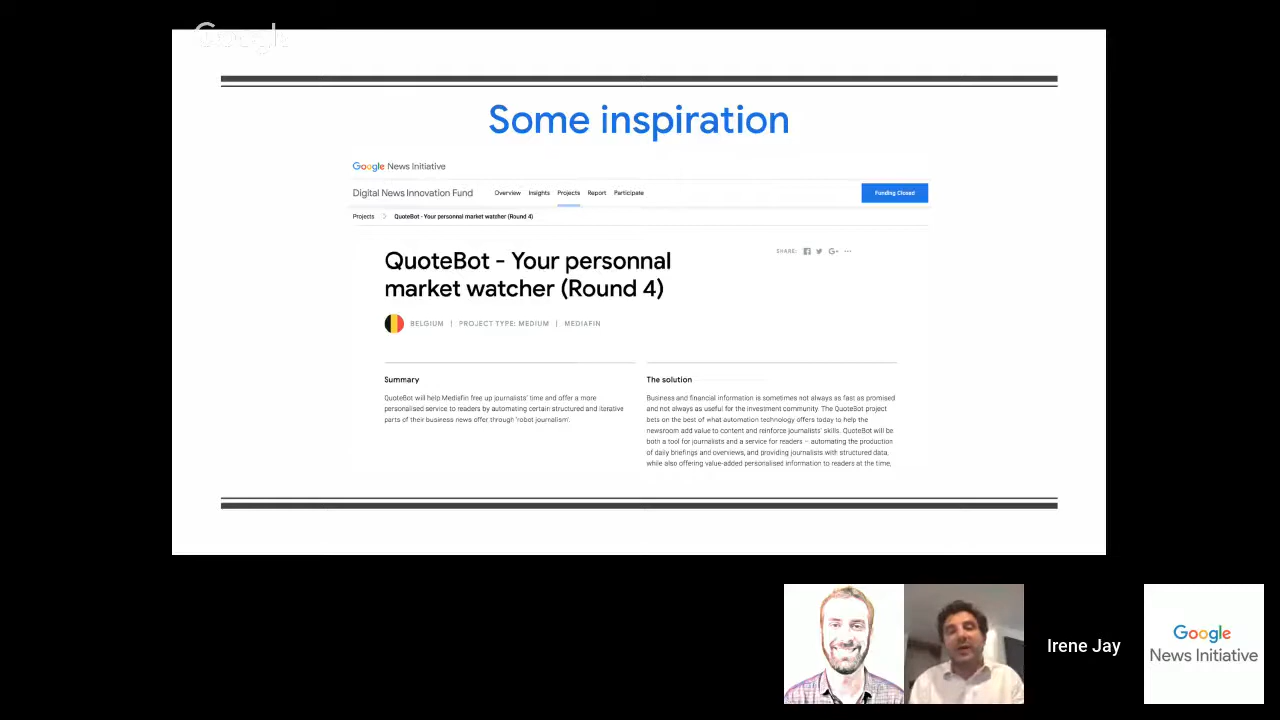 Google
Some inspiration
Google News Initiative
Digital News Innovation Fund Overview Insights Projects Report Participate Funding Closed
Projects > QuoteBot - Your personnal market watcher (Round 4)
QuoteBot - Your personnal
market watcher (Round 4)
SHARE: G+ ...
BELGIUM | PROJECT TYPE: MEDIUM | MEDIAFIN
Summary
QuoteBot will help Mediafin free up journalists' time and offer a more
personalised service to readers by automating certain structured and iterative
parts of their business news offer through 'robot journalism'.
The solution
Business and financial information is sometimes not always as fast as promised
and not always as useful for the investment community. The QuoteBot project
bets on the best of what automation technology offers today to help the
newsroom add value to content and reinforce journalists' skills. QuoteBot will be
both a tool for journalists and a service for readers – automating the production
of daily briefings and overviews, and providing journalists with structured data,
while also offering value-added personalised information to readers at the time,
Irene Jay
Google
News Initiative